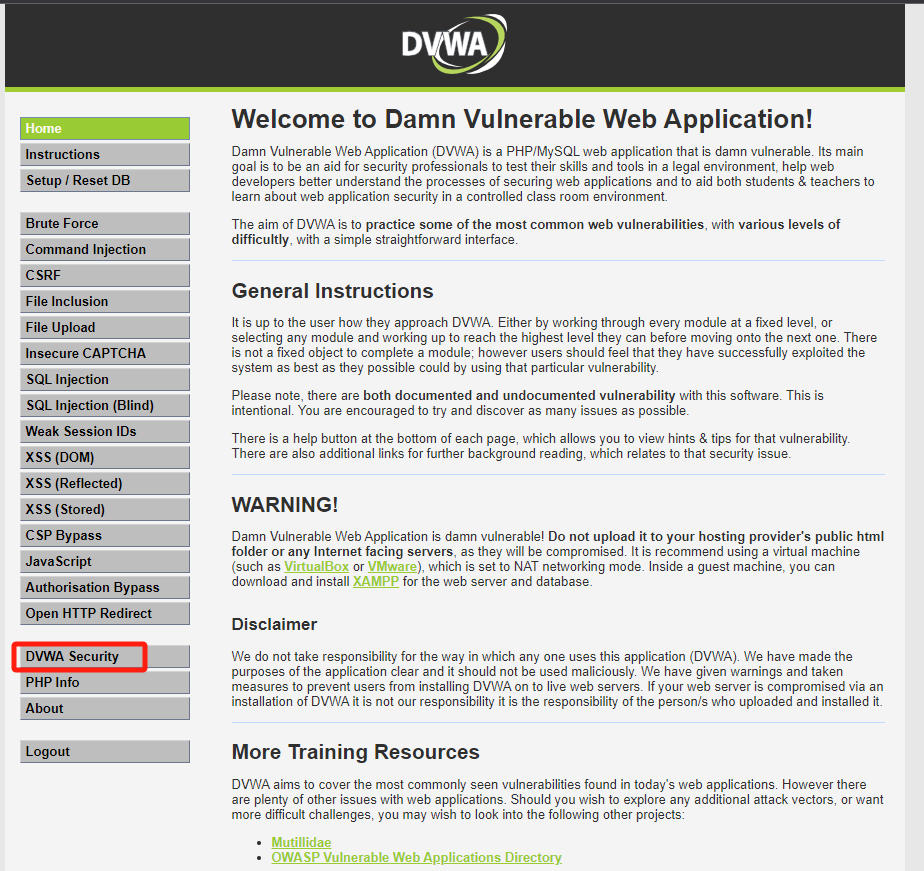 DVWA
Home
Instructions
Setup / Reset DB
Brute Force
Command Injection
CSRF
File Inclusion
File Upload
Insecure CAPTCHA
SQL Injection
SQL Injection (Blind)
Weak Session IDs
XSS (DOM)
XSS (Reflected)
XSS (Stored)
CSP Bypass
JavaScript
Authorisation Bypass
Open HTTP Redirect
DVWA Security
PHP Info
About
Logout
Welcome to Damn Vulnerable Web Application!
Damn Vulnerable Web Application (DVWA) is a PHP/MySQL web application that is damn vulnerable. Its main
goal is to be an aid for security professionals to test their skills and tools in a legal environment, help web
developers better understand the processes of securing web applications and to aid both students & teachers to
learn about web application security in a controlled class room environment.
The aim of DVWA is to practice some of the most common web vulnerabilities, with various levels of
difficultly, with a simple straightforward interface.
General Instructions
It is up to the user how they approach DVWA. Either by working through every module at a fixed level, or
selecting any module and working up to reach the highest level they can before moving onto the next one. There
is not a fixed object to complete a module; however users should feel that they have successfully exploited the
system as best as they possible could by using that particular vulnerability.
Please note, there are both documented and undocumented vulnerability with this software. This is
intentional. You are encouraged to try and discover as many issues as possible.
There is a help button at the bottom of each page, which allows you to view hints & tips for that vulnerability.
There are also additional links for further background reading, which relates to that security issue.
WARNING!
Damn Vulnerable Web Application is damn vulnerable! Do not upload it to your hosting provider's public html
folder or any Internet facing servers, as they will be compromised. It is recommend using a virtual machine
(such as VirtualBox or VMware), which is set to NAT networking mode. Inside a guest machine, you can
download and install XAMPP for the web server and database.
Disclaimer
We do not take responsibility for the way in which any one uses this application (DVWA). We have made the
purposes of the application clear and it should not be used maliciously. We have given warnings and taken
measures to prevent users from installing DVWA on to live web servers. If your web server is compromised via an
installation of DVWA it is not our responsibility it is the responsibility of the person/s who uploaded and installed it.
More Training Resources
DVWA aims to cover the most commonly seen vulnerabilities found in today's web applications. However there
are plenty of other issues with web applications. Should you wish to explore any additional attack vectors, or want
more difficult challenges, you may wish to look into the following other projects:
• Mutillidae
• OWASP Vulnerable Web Applications Directory